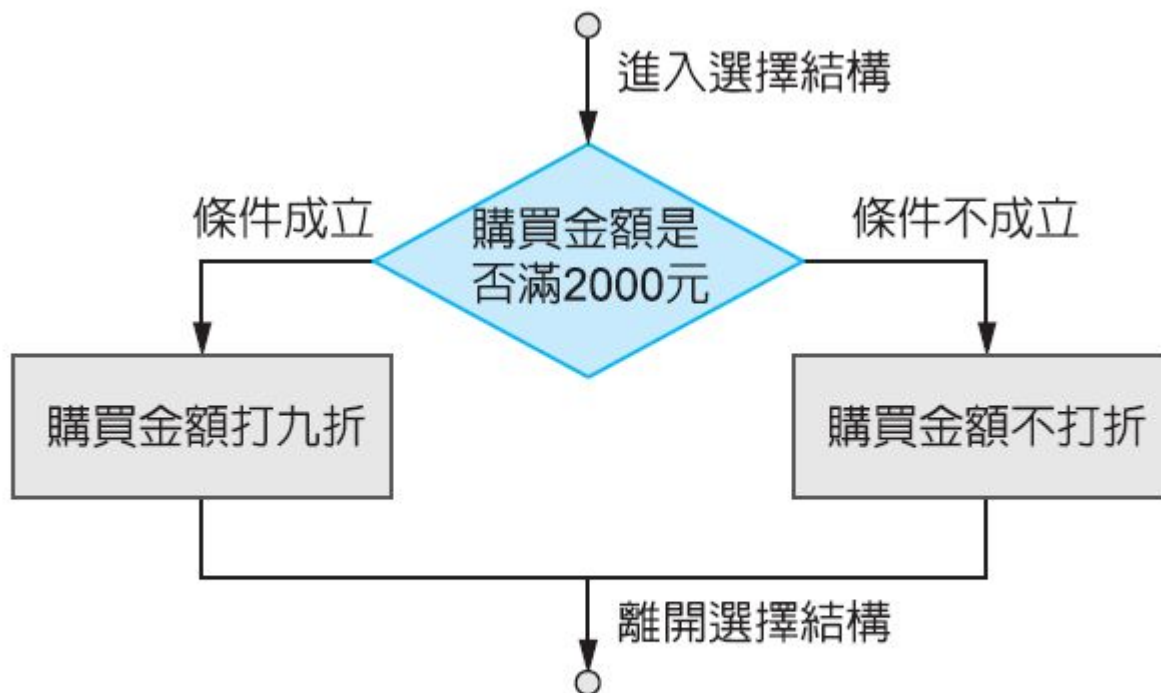 進入選擇結構
條件成立
購買金額是
否滿2000元
條件不成立
購買金額打九折
購買金額不打折
離開選擇結構